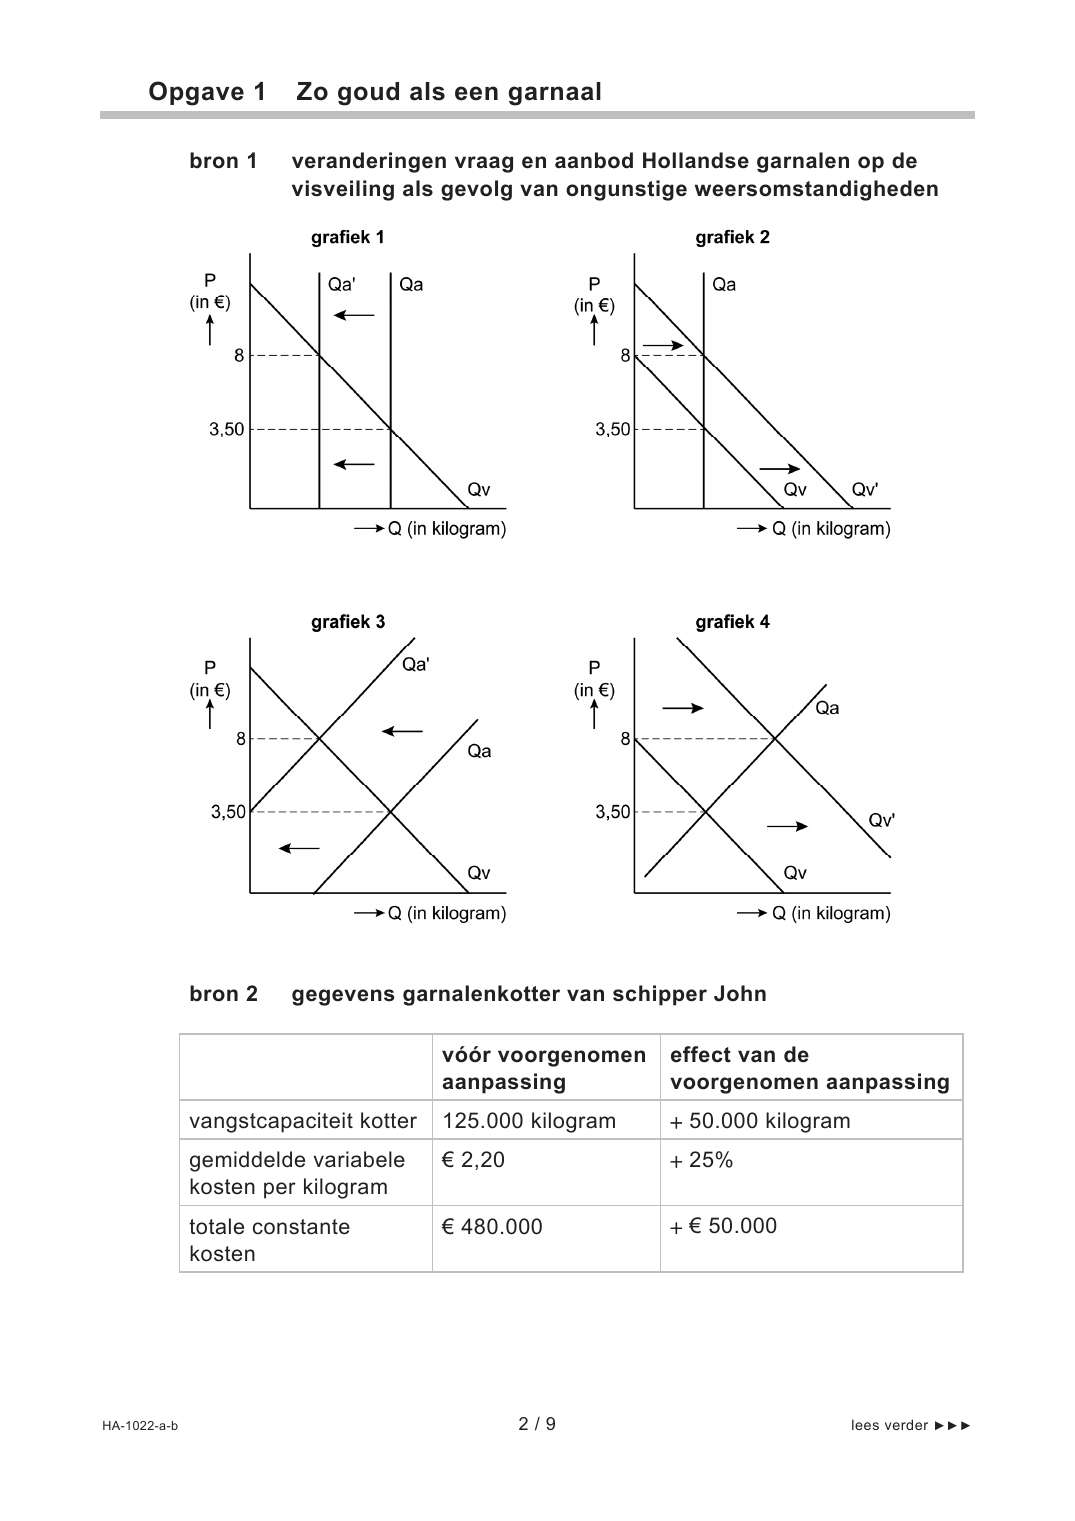 Opgave 1 Zo goud als een garnaal
bron 1 veranderingen vraag en aanbod Hollandse garnalen op de
visveiling als gevolg van ongunstige weersomstandigheden
grafiek 1
P
(in €)
Qa'
Qa
8
3,50
Qv
Q (in kilogram)
grafiek 2
P
(in €)
Qa
8
3,50
Qv
Qv'
Q (in kilogram)
grafiek 3
P
(in €)
Qa'
8
Qa
3,50
Qv
Q (in kilogram)
grafiek 4
P
(in €)
Qa
8
3,50
Qv'
Qv
Q (in kilogram)
bron 2 gegevens garnalenkotter van schipper John
vóór voorgenomen
aanpassing
effect van de
voorgenomen aanpassing
vangstcapaciteit kotter 125.000 kilogram + 50.000 kilogram
gemiddelde variabele
kosten per kilogram
€ 2,20 + 25%
totale constante
kosten
€ 480.000 + € 50.000
HA-1022-a-b 2 / 9 lees verder ►►►